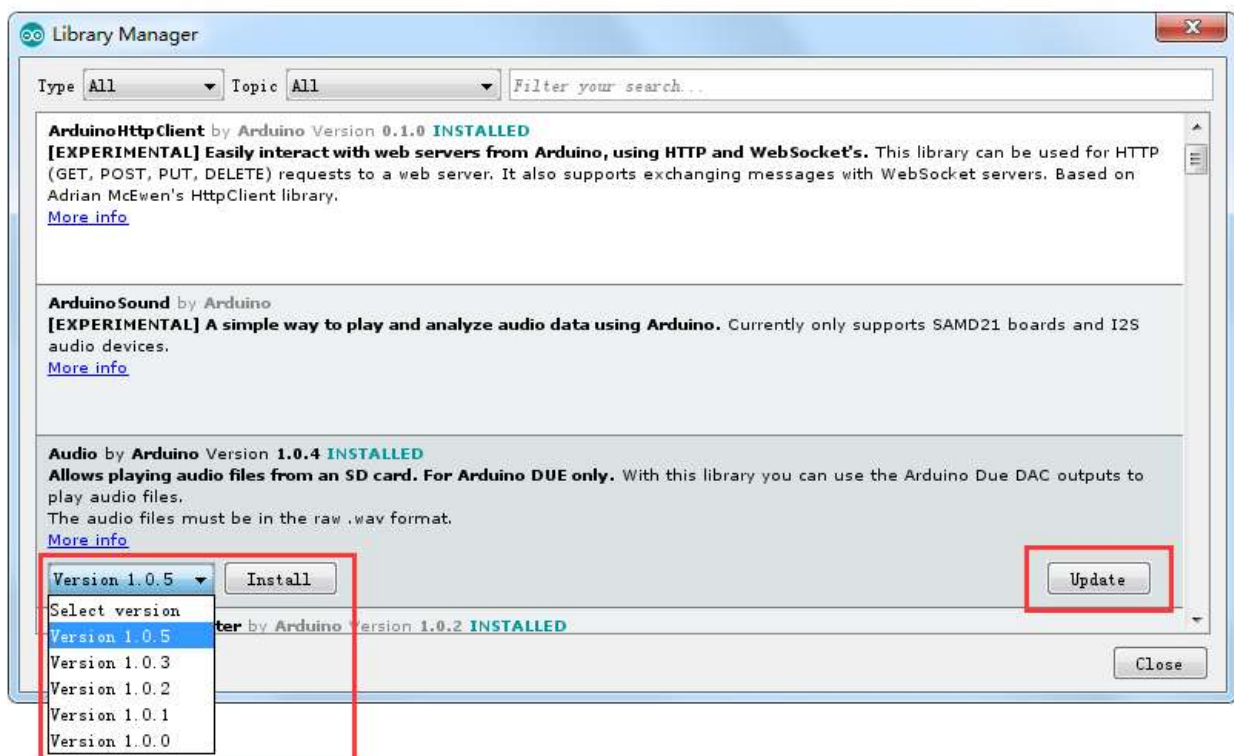 Library Manager
Type All Topic All Filter your search...
ArduinoHttpClient by Arduino Version 0.1.0 INSTALLED
[EXPERIMENTAL] Easily interact with web servers from Arduino, using HTTP and WebSocket's. This library can be used for HTTP
(GET, POST, PUT, DELETE) requests to a web server. It also supports exchanging messages with WebSocket servers. Based on
Adrian McEwen's HttpClient library.
More info
ArduinoSound by Arduino
[EXPERIMENTAL] A simple way to play and analyze audio data using Arduino. Currently only supports SAMD21 boards and I2S
audio devices.
More info
Audio by Arduino Version 1.0.4 INSTALLED
Allows playing audio files from an SD card. For Arduino DUE only. With this library you can use the Arduino Due DAC outputs to
play audio files.
The audio files must be in the raw .wav format.
More info
Version 1.0.5 Install Update
Select version
ter by Arduino Version 1.0.2 INSTALLED
Version 1.0.5
Version 1.0.3
Close
Version 1.0.2
Version 1.0.1
Version 1.0.0